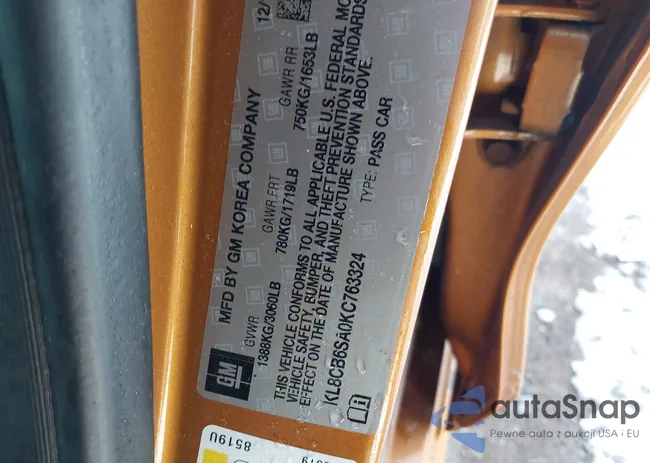 12/
MFD BY GM KOREA COMPANY
GVWR GAWR FRT GAWR RR
1388KG/3060LB 780KG/1719LB 750KG/1653LB
THIS VEHICLE CONFORMS TO ALL APPLICABLE U.S. FEDERAL MO
VEHICLE SAFETY, BUMPER, AND THEFT PREVENTION STANDARDS
EFFECT ON THE DATE OF MANUFACTURE SHOWN ABOVE.
KL8CB6SA0KC763324 TYPE: PASS CAR
GM
8519U
autaSnap
Pewne auta z aukcji USA i EU